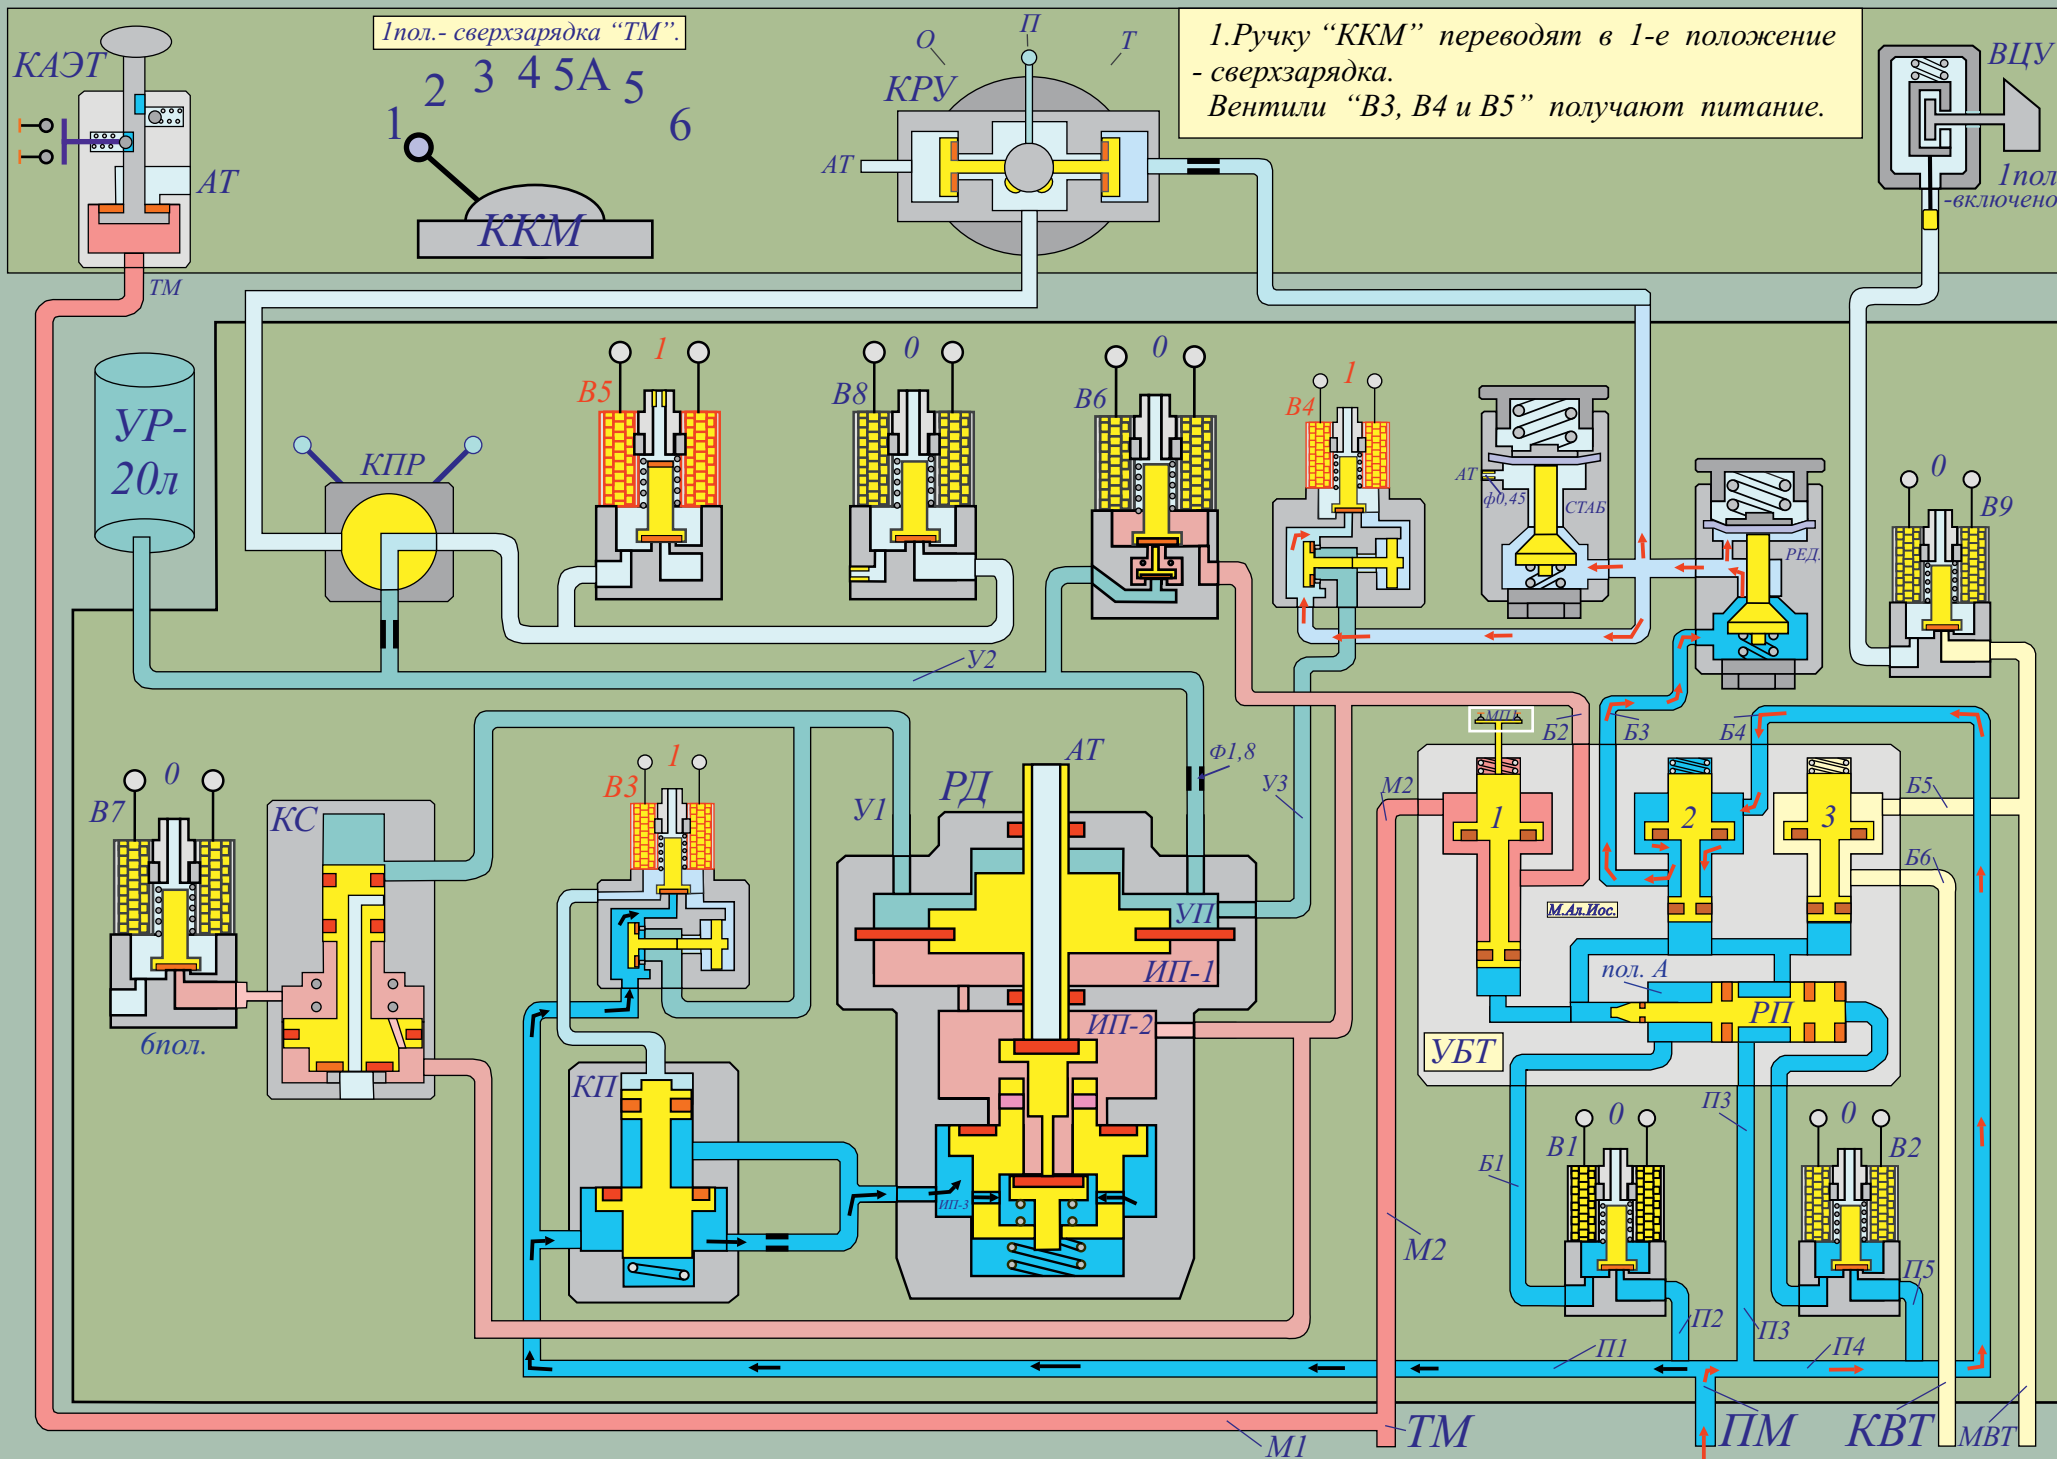 КАЭТ
1пол.- сверхзарядка “ТМ”.
1 2 3 4 5А 5 6
ККМ
АТ
ТМ
О П Т
КРУ
АТ
1.Ручку “ККМ” переводят в 1-е положение
- сверхзарядка.
Вентили “В3, В4 и В5” получают питание.
ВЦУ
1пол
-включено
УР-
20л
КПР
1
В5
0
В8
0
В6
1
В4
АТ
ф0,45
СТАБ
РЕД.
0
В9
У2
0
В7
6пол.
КС
1
В3
У1
РД
АТ
Ф1,8
У3
УП
ИП-1
ИП-2
ИП-3
КП
М2
МПУ
Б2
Б3
Б4
Б5
Б6
1
2
3
М.Ал.Иос.
пол. А
РП
УБТ
П3
Б1
0
В1
0
В2
М2
П2
П3
П5
П1
П4
М1
ТМ
ПМ
КВТ
МВТ